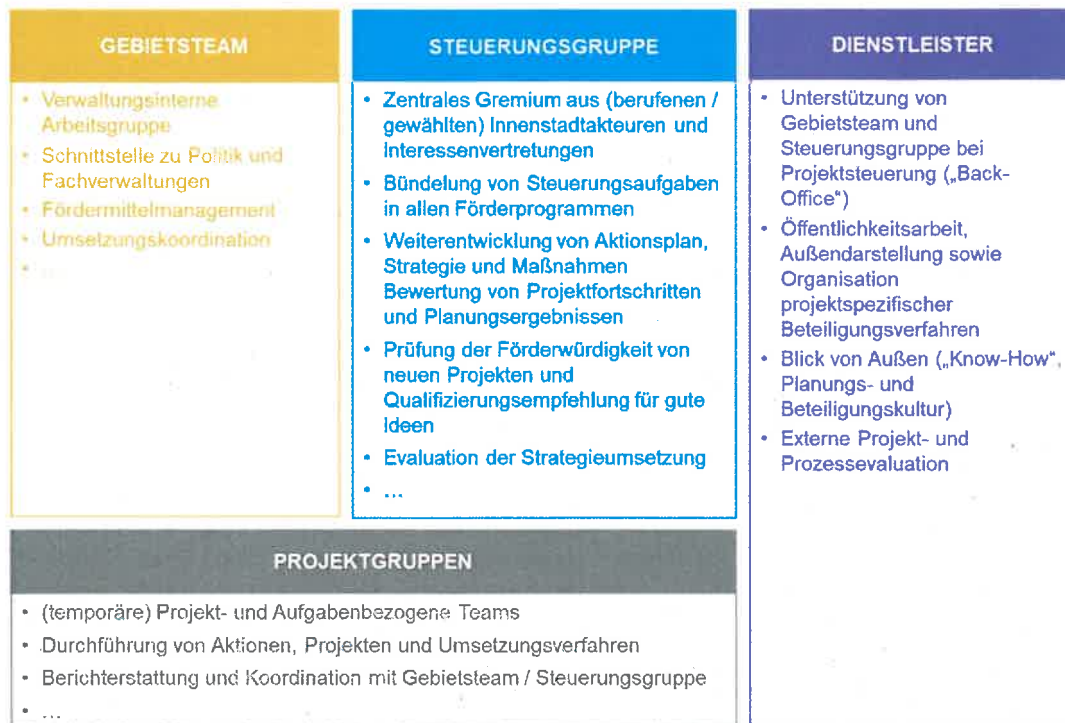 GEBIETSTEAM
• Verwaltungsinterne
Arbeitsgruppe
• Schnittstelle zu Politik und
Fachverwaltungen
• Fördermittelmanagement
• Umsetzungskoordination
• ...
STEUERUNGSGRUPPE
• Zentrales Gremium aus (berufenen /
gewählten) Innenstadtakteuren und
Interessenvertretungen
• Bündelung von Steuerungsaufgaben
in allen Förderprogrammen
• Weiterentwicklung von Aktionsplan,
Strategie und Maßnahmen
Bewertung von Projektfortschritten
und Planungsergebnissen
• Prüfung der Förderwürdigkeit von
neuen Projekten und
Qualifizierungsempfehlung für gute
Ideen
• Evaluation der Strategieumsetzung
• ...
DIENSTLEISTER
• Unterstützung von
Gebietsteam und
Steuerungsgruppe bei
Projektsteuerung („Back-
Office“)
• Öffentlichkeitsarbeit,
Außendarstellung sowie
Organisation
projektspezifischer
Beteiligungsverfahren
• Blick von Außen („Know-How“,
Planungs- und
Beteiligungskultur)
• Externe Projekt- und
Prozessevaluation
PROJEKTGRUPPEN
• (temporäre) Projekt- und Aufgabenbezogene Teams
• Durchführung von Aktionen, Projekten und Umsetzungsverfahren
• Berichterstattung und Koordination mit Gebietsteam / Steuerungsgruppe
• ...